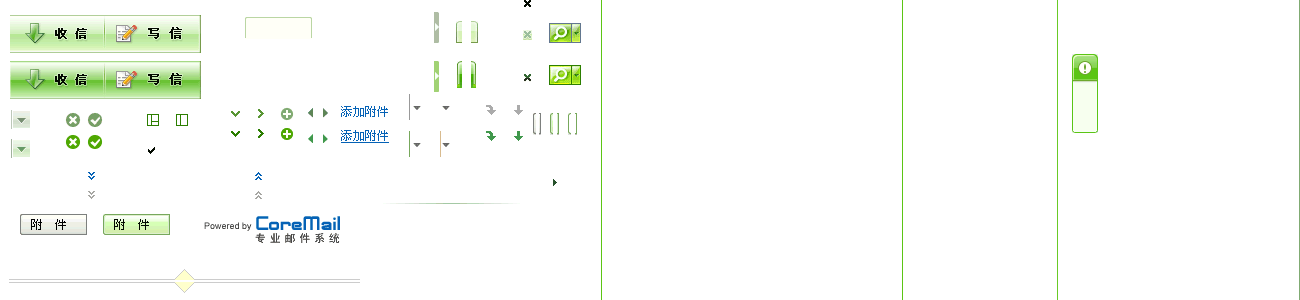 收 信 写 信
收 信 写 信
添加附件
添加附件
附 件 附 件
Powered by CoreMail
专业邮件系统